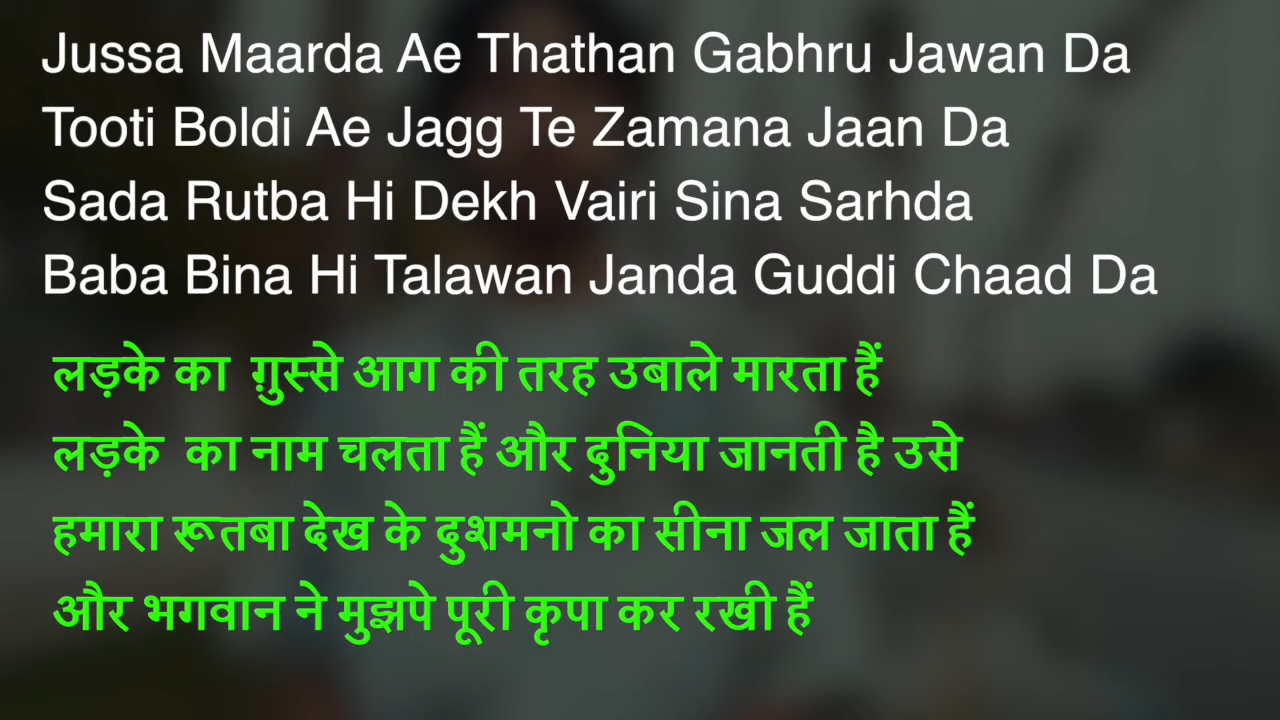 Jussa Maarda Ae Thathan Gabhru Jawan Da
Tooti Boldi Ae Jagg Te Zamana Jaan Da
Sada Rutba Hi Dekh Vairi Sina Sarhda
Baba Bina Hi Talawan Janda Guddi Chaad Da
लड़के का ग़ुस्से आग की तरह उबाले मारता हैं
लड़के का नाम चलता हैं और दुनिया जानती है उसे
हमारा रूतबा देख के दुशमनो का सीना जल जाता हैं
और भगवान ने मुझपे पूरी कृपा कर रखी हैं